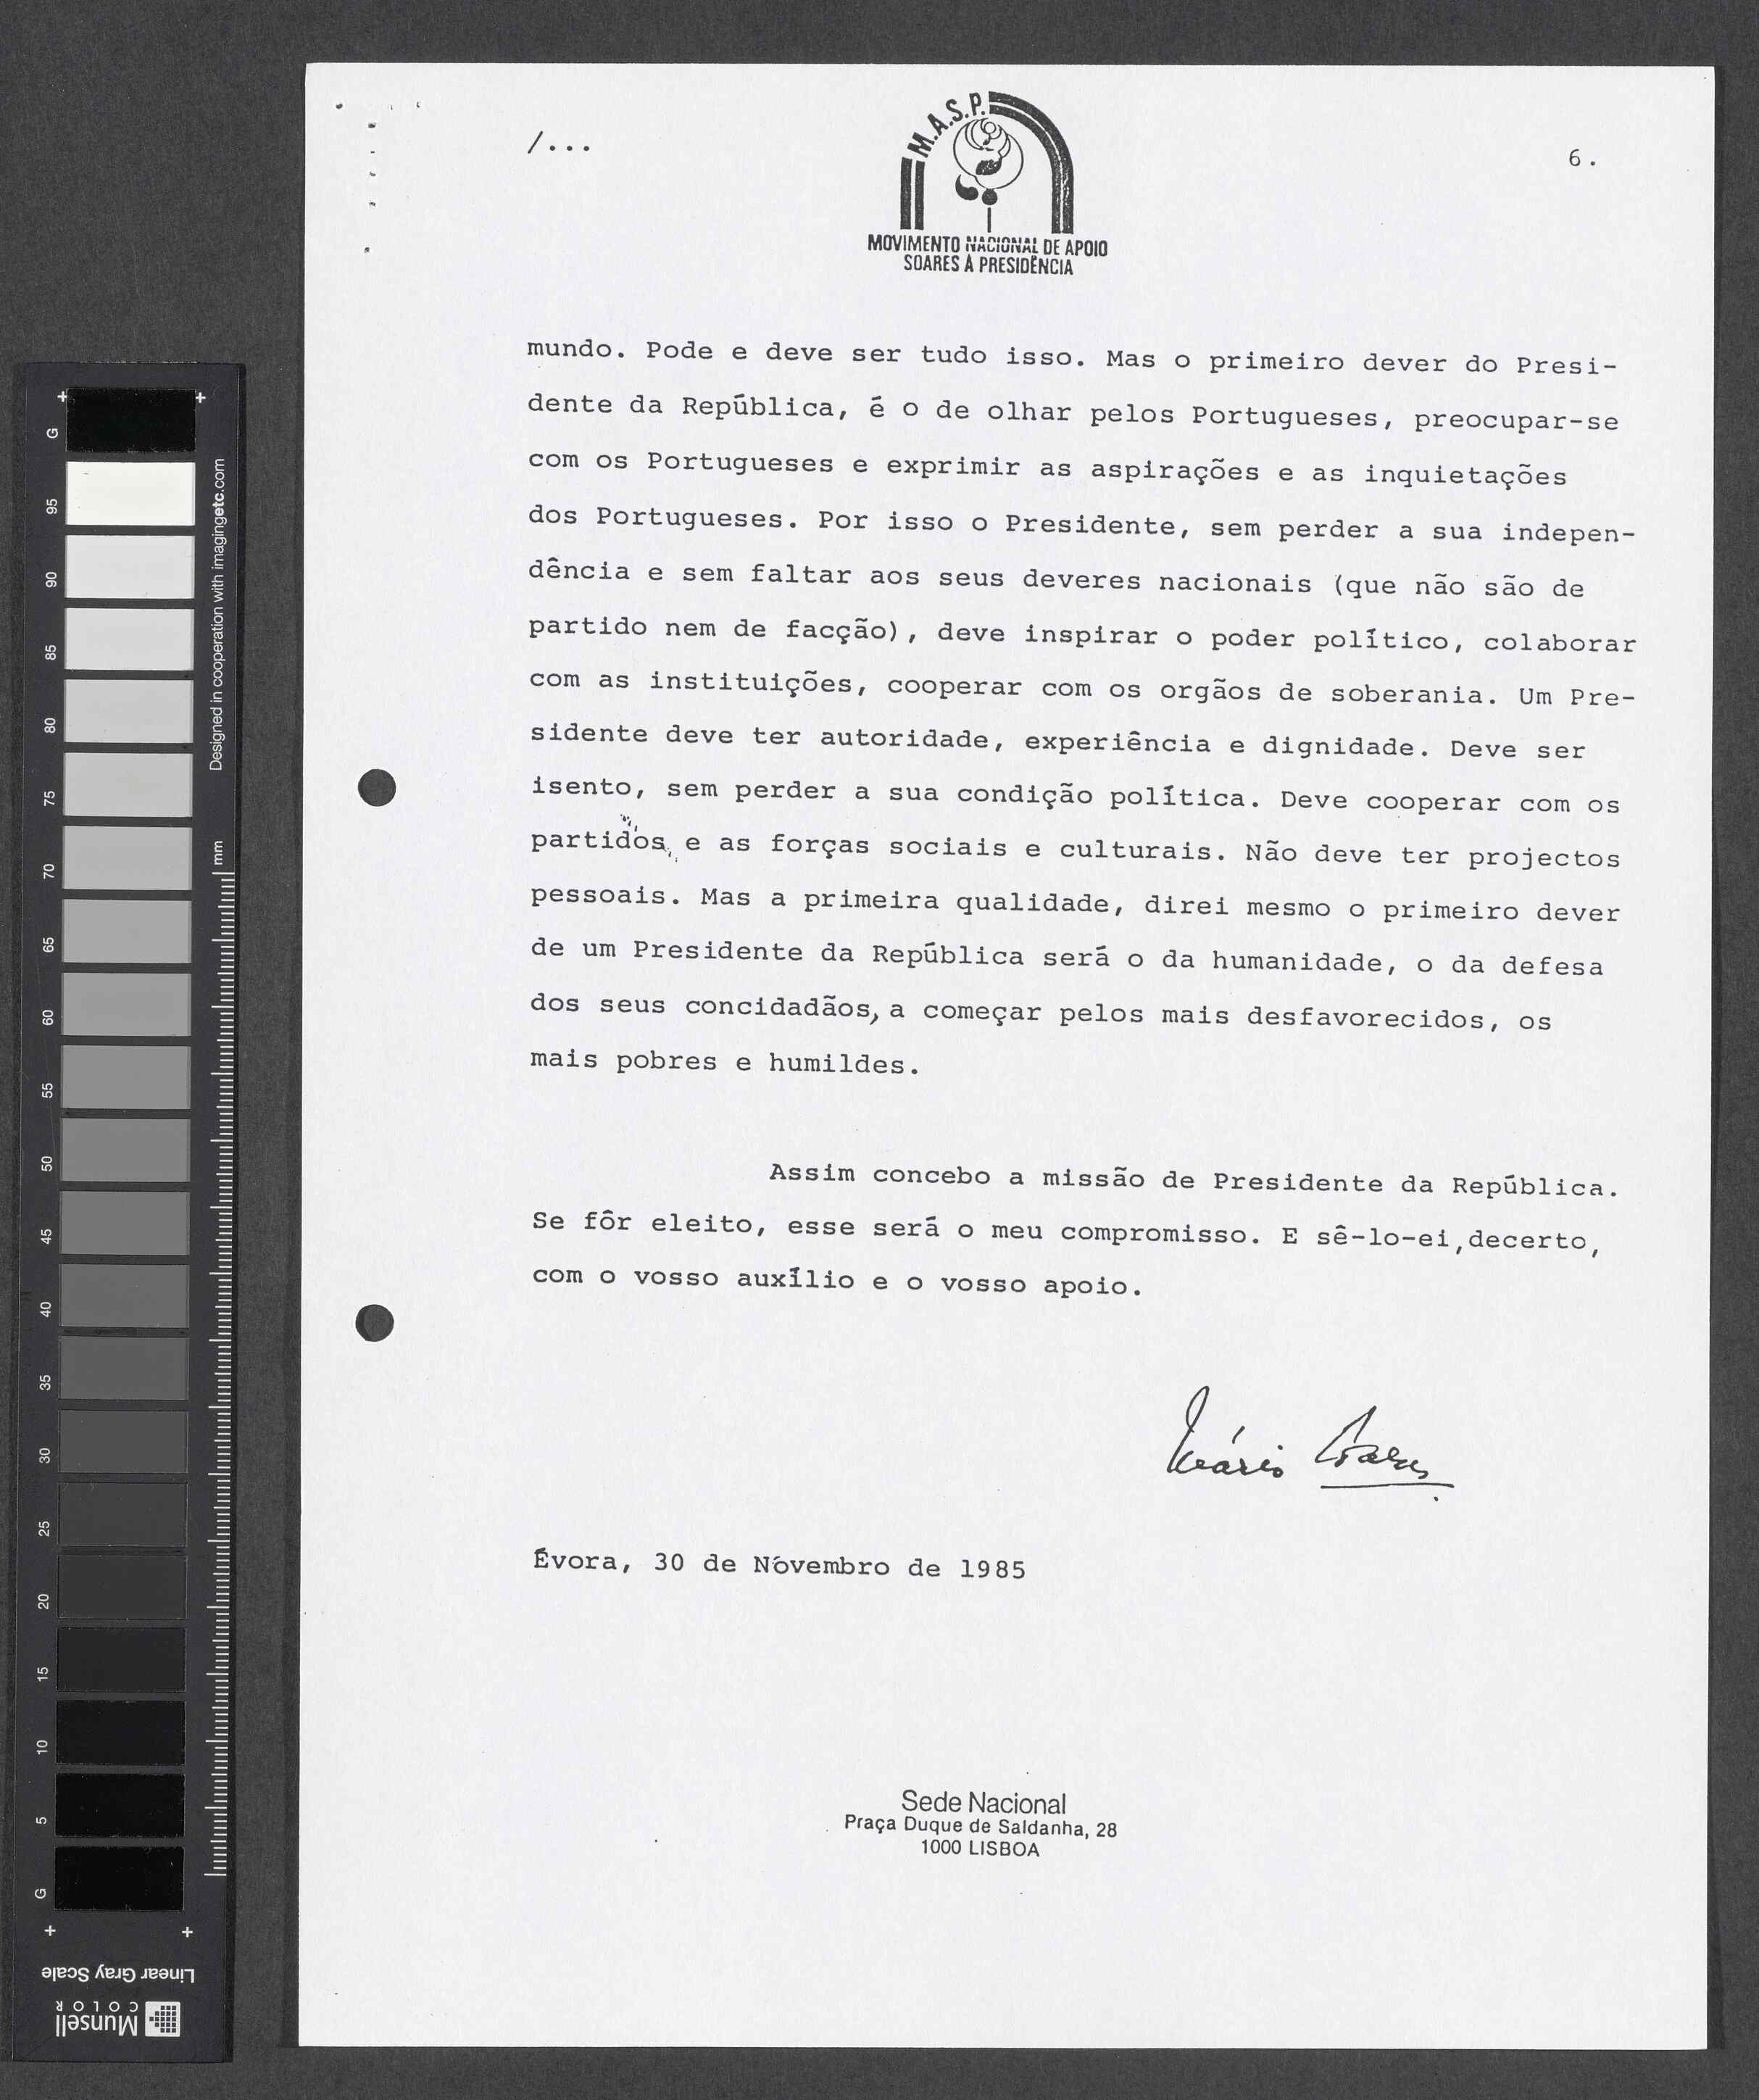 /...
6.
M.A.S.P.
MOVIMENTO NACIONAL DE APOIO
SOARES À PRESIDÊNCIA
mundo. Pode e deve ser tudo isso. Mas o primeiro dever do Presi-
dente da República, é o de olhar pelos Portugueses, preocupar-se
com os Portugueses e exprimir as aspirações e as inquietações
dos Portugueses. Por isso o Presidente, sem perder a sua indepen-
dência e sem faltar aos seus deveres nacionais (que não são de
partido nem de facção), deve inspirar o poder político, colaborar
com as instituições, cooperar com os orgãos de soberania. Um Pre-
sidente deve ter autoridade, experiência e dignidade. Deve ser
isento, sem perder a sua condição política. Deve cooperar com os
partidos, e as forças sociais e culturais. Não deve ter projectos
pessoais. Mas a primeira qualidade, direi mesmo o primeiro dever
de um Presidente da República será o da humanidade, o da defesa
dos seus concidadãos, a começar pelos mais desfavorecidos, os
mais pobres e humildes.
Assim concebo a missão de Presidente da República.
Se fôr eleito, esse será o meu compromisso. E sê-lo-ei, decerto,
com o vosso auxílio e o vosso apoio.
Mário Soares
Évora, 30 de Novembro de 1985
Sede Nacional
Praça Duque de Saldanha, 28
1000 LISBOA
G
95
90
85
80
75
70
65
60
55
50
45
40
35
30
25
20
15
10
5
G
Designed in cooperation with imagingetc.com
mm
Linear Gray Scale
Munsell
COLOR